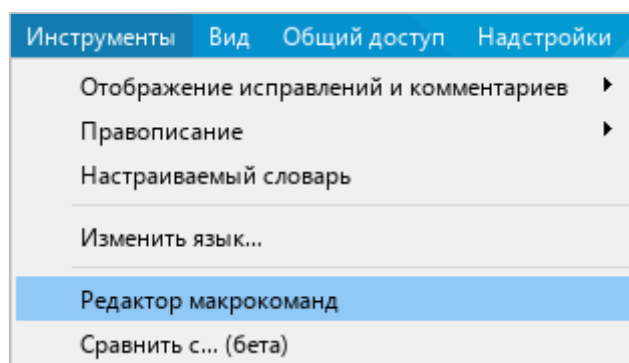 Инструменты Вид Общий доступ Надстройки
Отображение исправлений и комментариев
Правописание
Настраиваемый словарь
Изменить язык...
Редактор макрокоманд
Сравнить с... (бета)